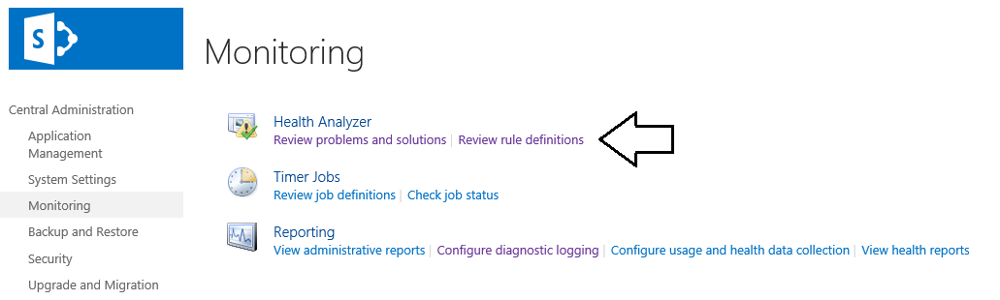 S
Monitoring
Central Administration
Application
Management
System Settings
Monitoring
Backup and Restore
Security
Upgrade and Migration
Health Analyzer
Review problems and solutions | Review rule definitions
Timer Jobs
Review job definitions | Check job status
Reporting
View administrative reports | Configure diagnostic logging | Configure usage and health data collection | View health reports